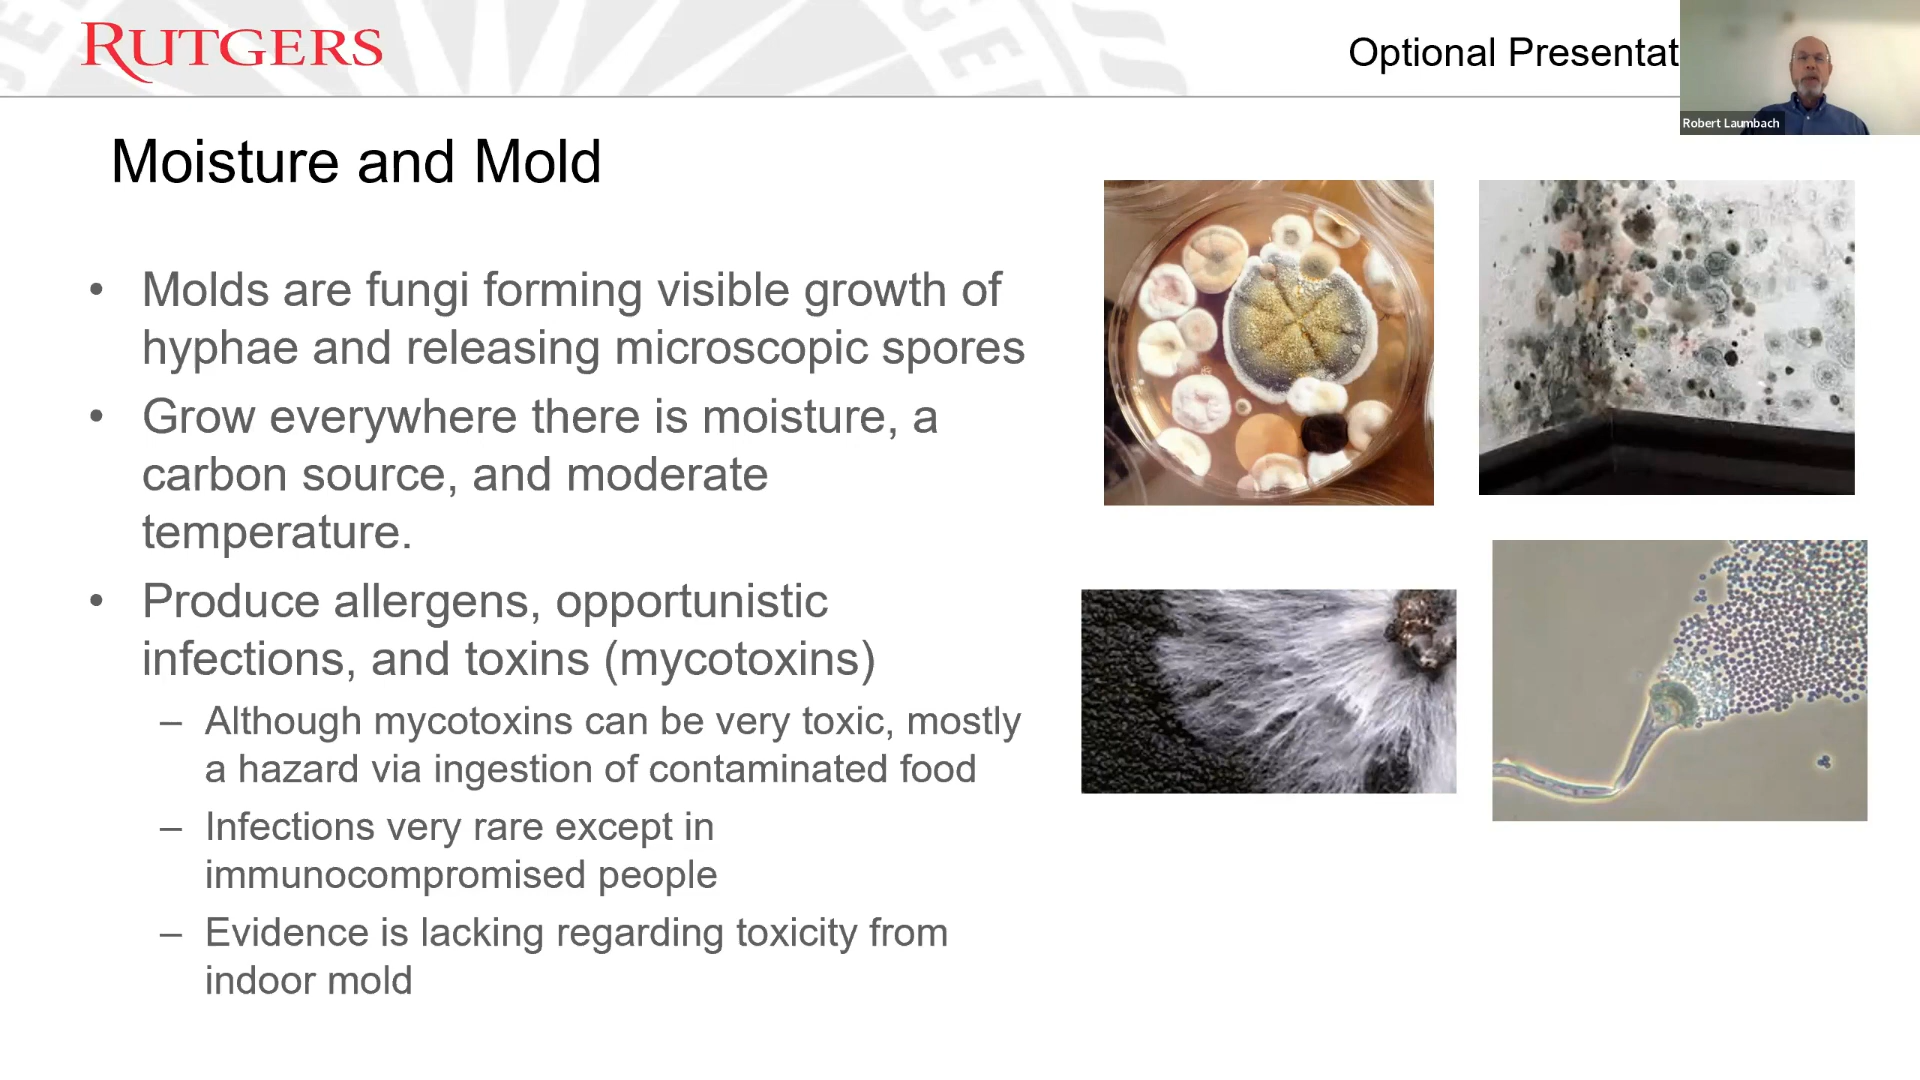 RUTGERS
Optional Presentat
Robert Laumbach
Moisture and Mold
• Molds are fungi forming visible growth of
hyphae and releasing microscopic spores
• Grow everywhere there is moisture, a
carbon source, and moderate
temperature.
• Produce allergens, opportunistic
infections, and toxins (mycotoxins)
– Although mycotoxins can be very toxic, mostly
a hazard via ingestion of contaminated food
– Infections very rare except in
immunocompromised people
– Evidence is lacking regarding toxicity from
indoor mold